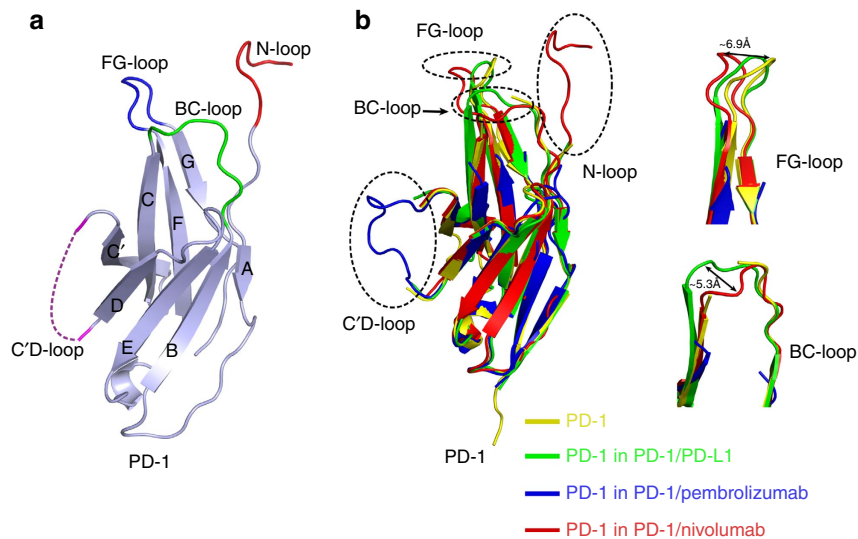 a
N-loop
FG-loop
BC-loop
G
C
F
C′
A
D
C′D-loop
E
B
PD-1
b
FG-loop
BC-loop
N-loop
C′D-loop
PD-1
~6.9Å
FG-loop
~5.3Å
BC-loop
PD-1
PD-1 in PD-1/PD-L1
PD-1 in PD-1/pembrolizumab
PD-1 in PD-1/nivolumab